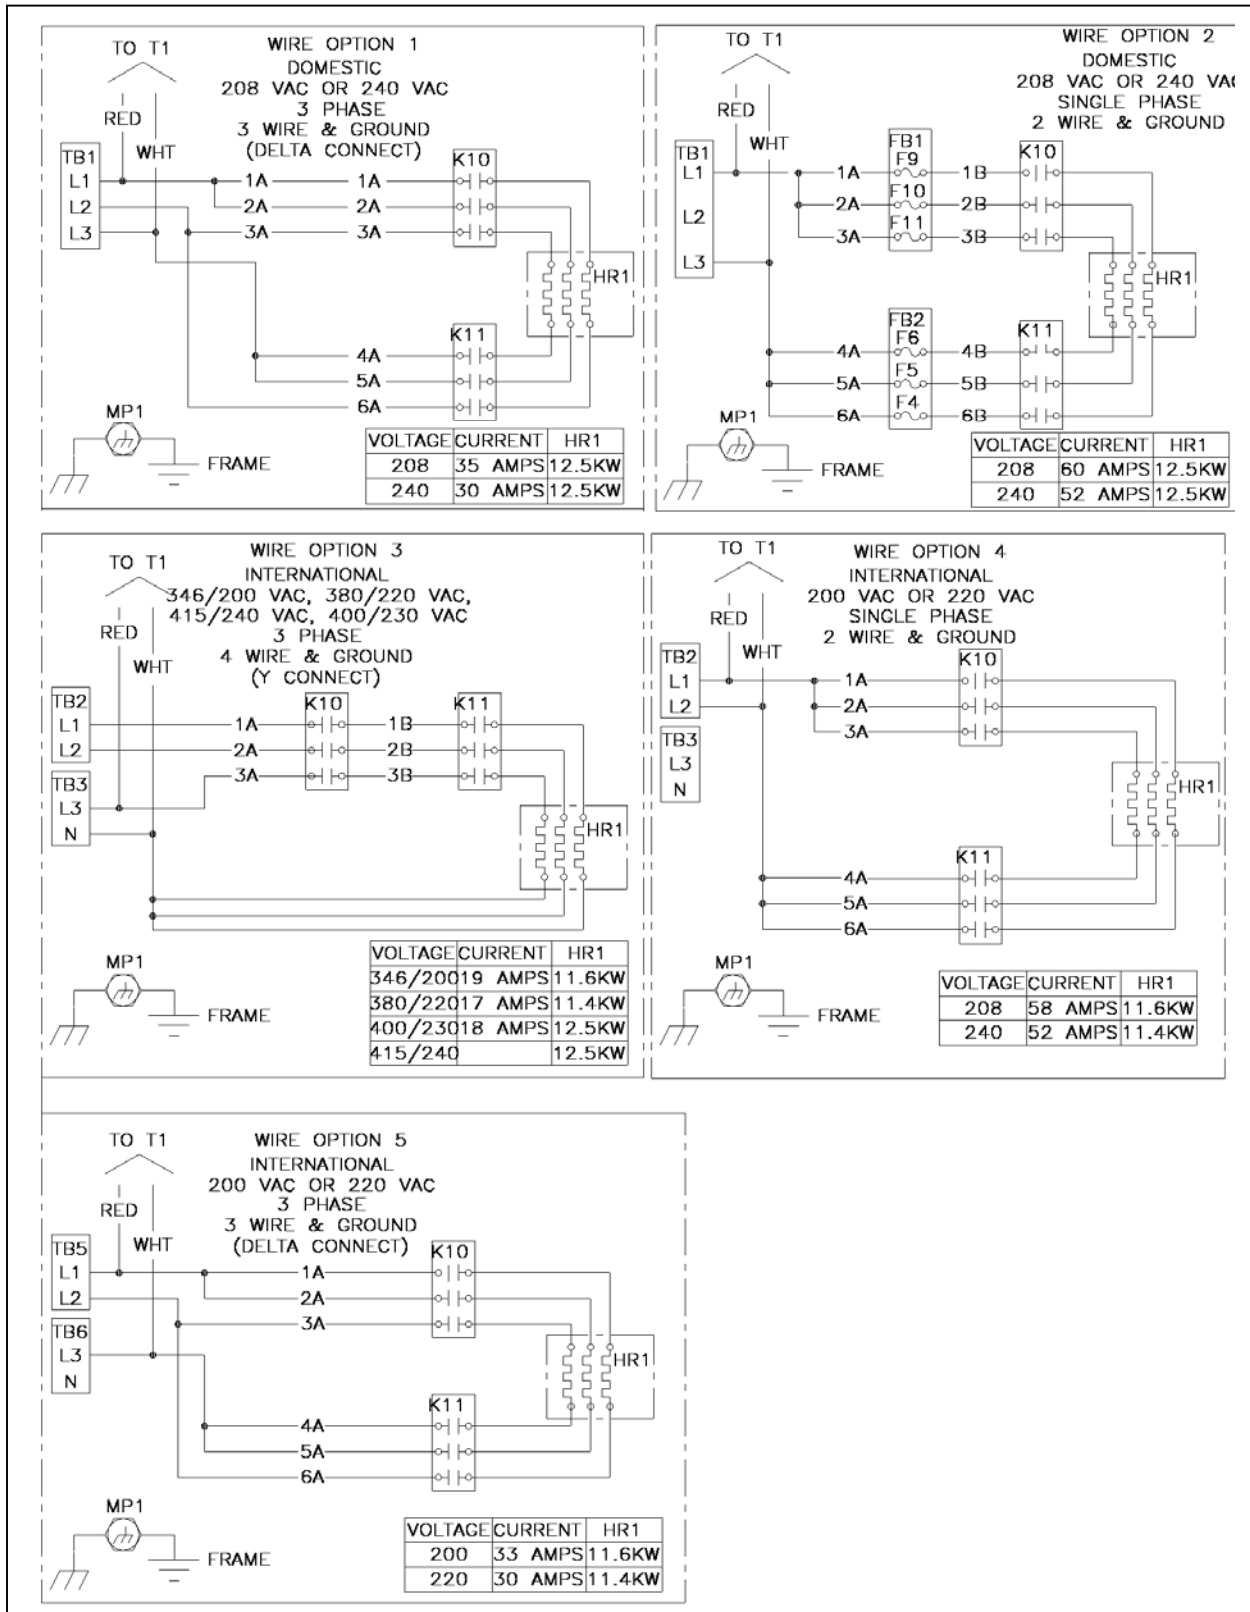 TO T1
WIRE OPTION 1
DOMESTIC
208 VAC OR 240 VAC
3 PHASE
3 WIRE & GROUND
(DELTA CONNECT)
RED
WHT
TB1
L1
L2
L3
1A 1A
2A 2A
3A 3A
K10
HR1
K11
4A
5A
6A
MP1
FRAME
VOLTAGE CURRENT HR1
208 35 AMPS 12.5KW
240 30 AMPS 12.5KW
TO T1
WIRE OPTION 2
DOMESTIC
208 VAC OR 240 VAC
SINGLE PHASE
2 WIRE & GROUND
RED
WHT
TB1
L1
L2
L3
FB1
F9
F10
F11
1A 1B
2A 2B
3A 3B
K10
HR1
FB2
F6
F5
F4
K11
4A 4B
5A 5B
6A 6B
MP1
FRAME
VOLTAGE CURRENT HR1
208 60 AMPS 12.5KW
240 52 AMPS 12.5KW
TO T1
WIRE OPTION 3
INTERNATIONAL
346/200 VAC, 380/220 VAC,
415/240 VAC, 400/230 VAC
3 PHASE
4 WIRE & GROUND
(Y CONNECT)
RED
WHT
TB2
L1
L2
TB3
L3
N
K10
K11
1A 1B
2A 2B
3A 3B
HR1
MP1
FRAME
VOLTAGE CURRENT HR1
346/200 19 AMPS 11.6KW
380/220 17 AMPS 11.4KW
400/230 18 AMPS 12.5KW
415/240 12.5KW
TO T1
WIRE OPTION 4
INTERNATIONAL
200 VAC OR 220 VAC
SINGLE PHASE
2 WIRE & GROUND
RED
WHT
TB2
L1
L2
TB3
L3
N
K10
1A
2A
3A
HR1
K11
4A
5A
6A
MP1
FRAME
VOLTAGE CURRENT HR1
208 58 AMPS 11.6KW
240 52 AMPS 11.4KW
TO T1
WIRE OPTION 5
INTERNATIONAL
200 VAC OR 220 VAC
3 PHASE
3 WIRE & GROUND
(DELTA CONNECT)
RED
WHT
TB5
L1
L2
TB6
L3
N
K10
1A
2A
3A
HR1
K11
4A
5A
6A
MP1
FRAME
VOLTAGE CURRENT HR1
200 33 AMPS 11.6KW
220 30 AMPS 11.4KW